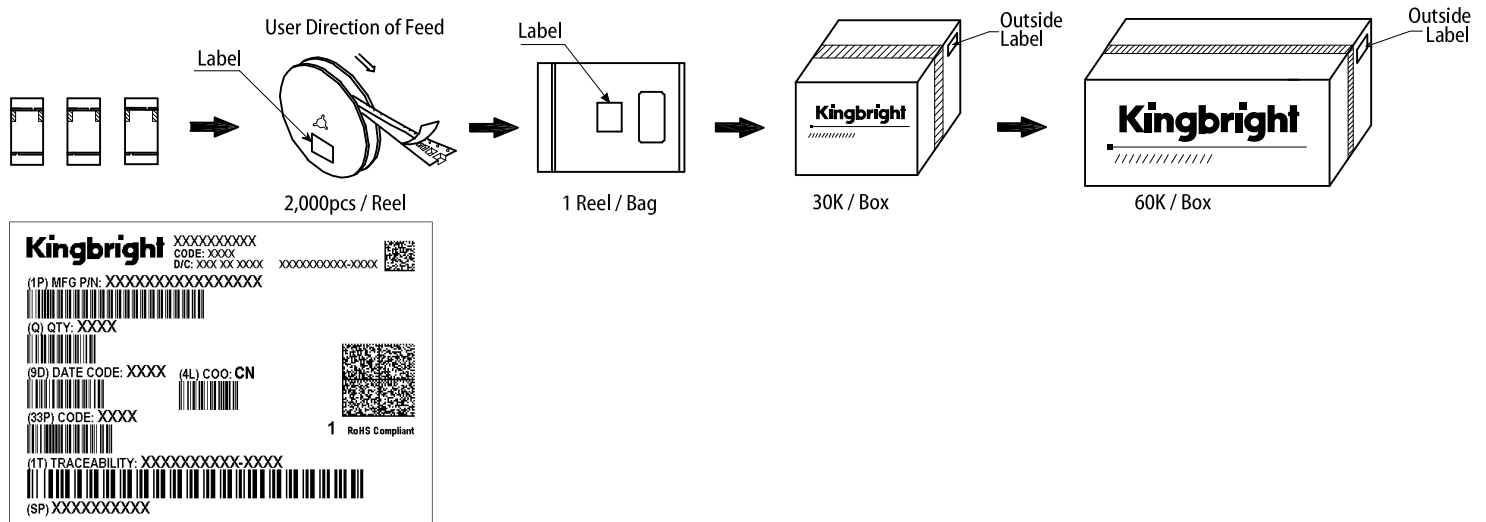 User Direction of Feed
Label
Label
Outside
Label
Outside
Label
Kingbright
Kingbright
2,000pcs / Reel
1 Reel / Bag
30K / Box
60K / Box
Kingbright
XXXXXXXXXX
CODE: XXXX
D/C: XXX XX XXXX XXXXXXXXXX-XXXX
(1P) MFG P/N: XXXXXXXXXXXXXXXX
(Q) QTY: XXXX
(9D) DATE CODE: XXXX (4L) COO: CN
(33P) CODE: XXXX
1 RoHS Compliant
(1T) TRACEABILITY: XXXXXXXXXX-XXXX
(SP) XXXXXXXXXX